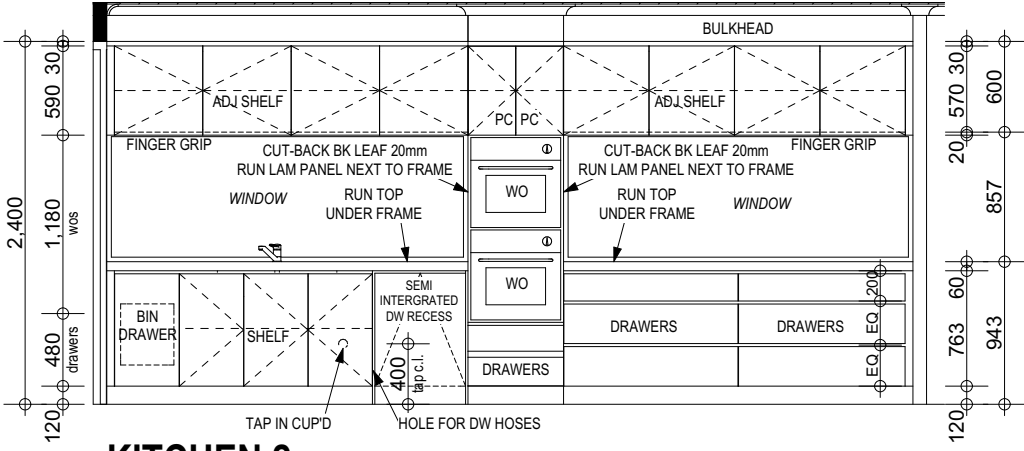 BULKHEAD
30
590
2,400
1,180
wos
480
drawers
120
ADJ SHELF
PC PC
ADJ SHELF
FINGER GRIP
CUT-BACK BK LEAF 20mm
RUN LAM PANEL NEXT TO FRAME
WINDOW
RUN TOP
UNDER FRAME
WO
WO
CUT-BACK BK LEAF 20mm
FINGER GRIP
RUN LAM PANEL NEXT TO FRAME
RUN TOP
UNDER FRAME
WINDOW
BIN
DRAWER
SHELF
SEMI
INTERGRATED
DW RECESS
400
tap c.l.
DRAWERS
DRAWERS
DRAWERS
200
EQ
EQ
TAP IN CUP'D
HOLE FOR DW HOSES
30
570
20
600
857
60
763
943
120